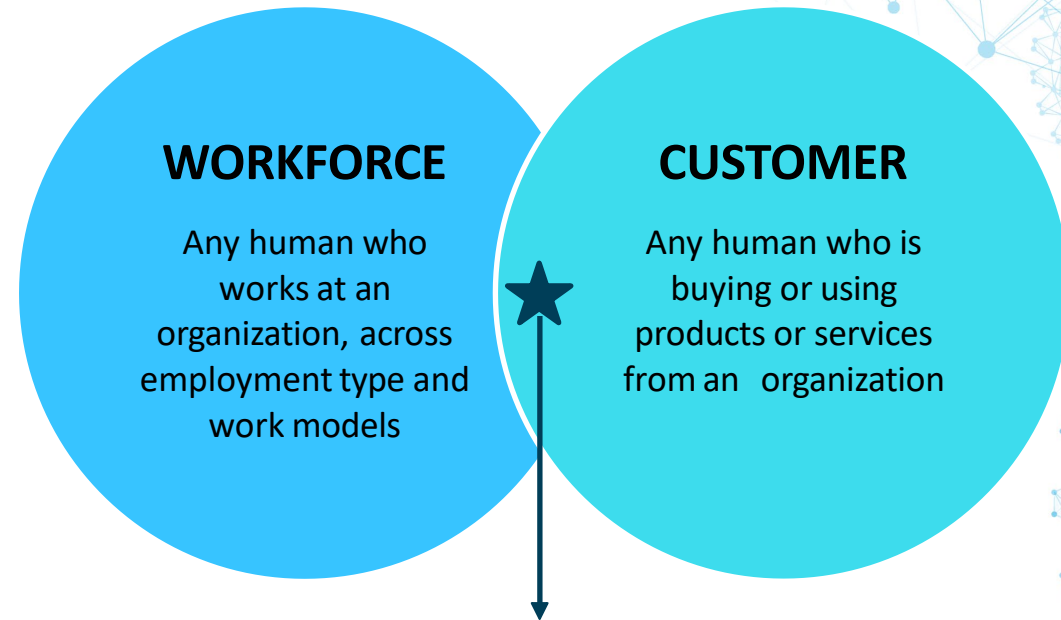 WORKFORCE
Any human who
works at an
organization, across
employment type and
work models
CUSTOMER
Any human who is
buying or using
products or services
from an organization